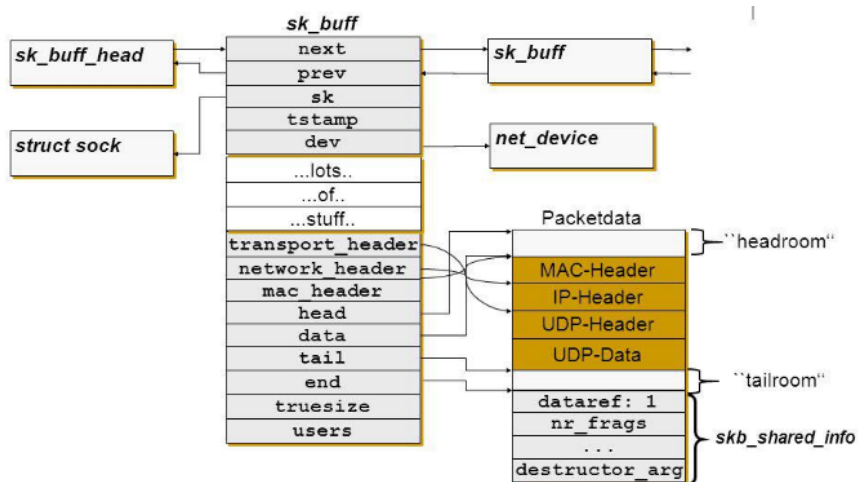 sk_buff
sk_buff_head
next
prev
sk
tstamp
dev
sk_buff
struct sock
net_device
...lots..
...of..
...stuff..
transport_header
network_header
mac_header
head
data
tail
end
truesize
users
Packetdata
MAC-Header
IP-Header
UDP-Header
UDP-Data
dataref: 1
nr_frags
...
destructor_arg
``headroom“
``tailroom“
skb_shared_info